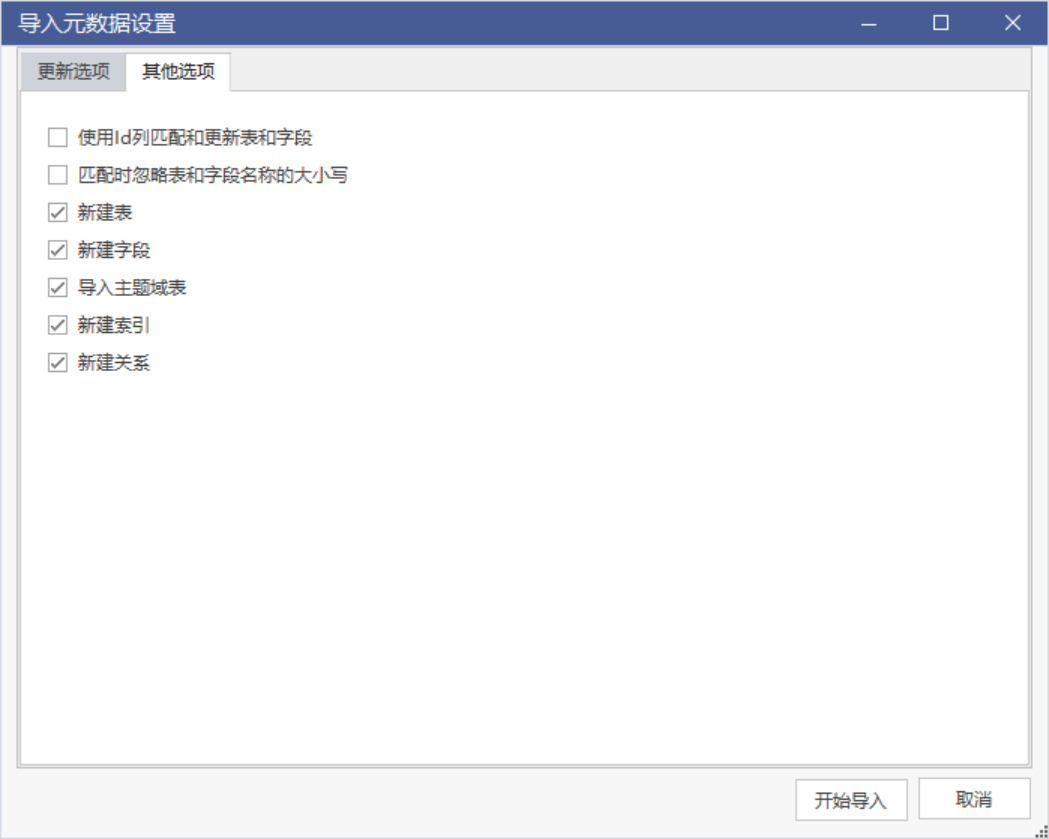 导入元数据设置
更新选项
其他选项
使用Id列匹配和更新表和字段
匹配时忽略表和字段名称的大小写
新建表
新建字段
导入主题域表
新建索引
新建关系
开始导入
取消